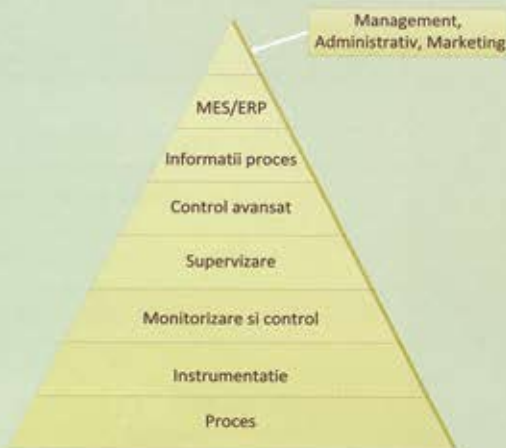 Management,
Administrativ, Marketing
MES/ERP
Informatii proces
Control avansat
Supervizare
Monitorizare si control
Instrumentatie
Proces